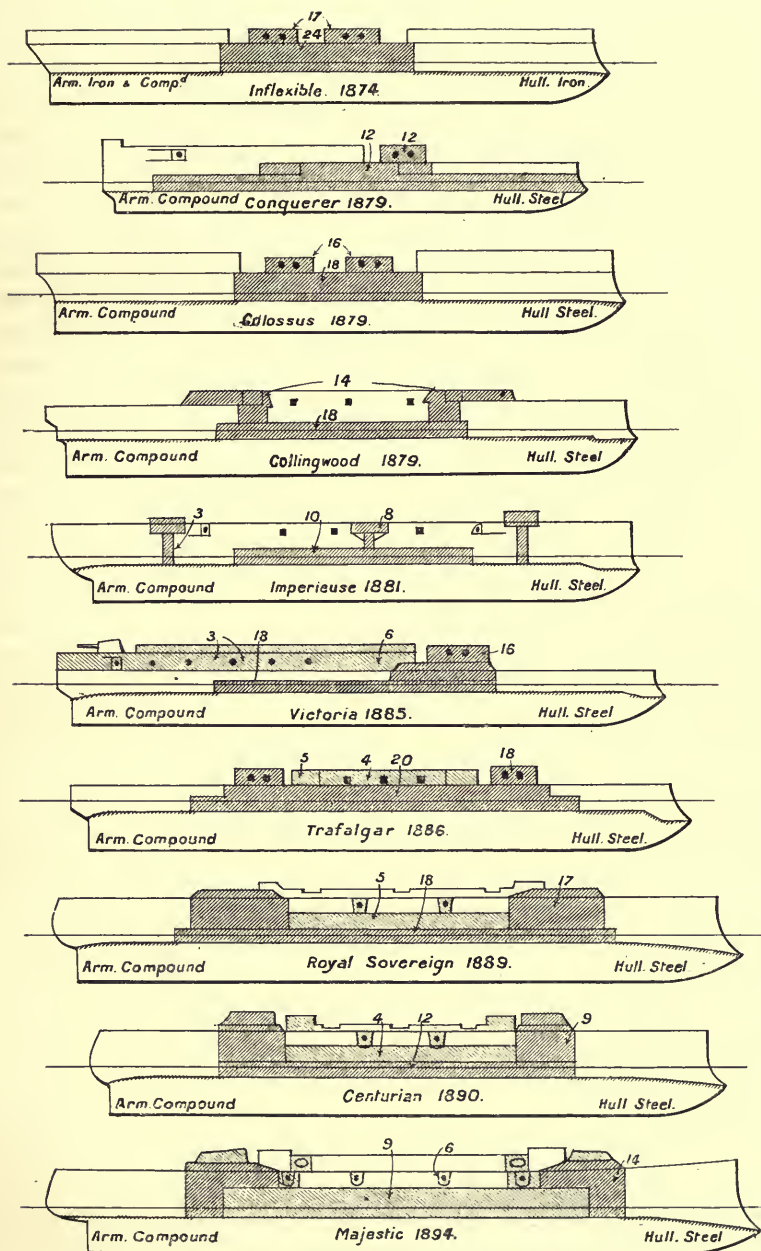 17
24
Arm. Iron & Comp.d Inflexible. 1874. Hull. Iron.
12 12
Arm. Compound Conquerer 1879. Hull Steel
16
18
Arm. Compound Colossus 1879. Hull Steel.
14
18
Arm. Compound Collingwood 1879. Hull. Steel
3 10 8
Arm. Compound Imperieuse 1881. Hull. Steel.
18 3 6 16
Arm. Compound Victoria 1885. Hull. Steel
5 4 20 18
Arm. Compound Trafalgar 1886. Hull Steel.
5 18 17
Arm. Compound Royal Sovereign 1889. Hull Steel
4 12 9
Arm. Compound Centurian 1890. Hull Steel.
9 6 14
Arm. Compound Majestic 1894. Hull Steel.